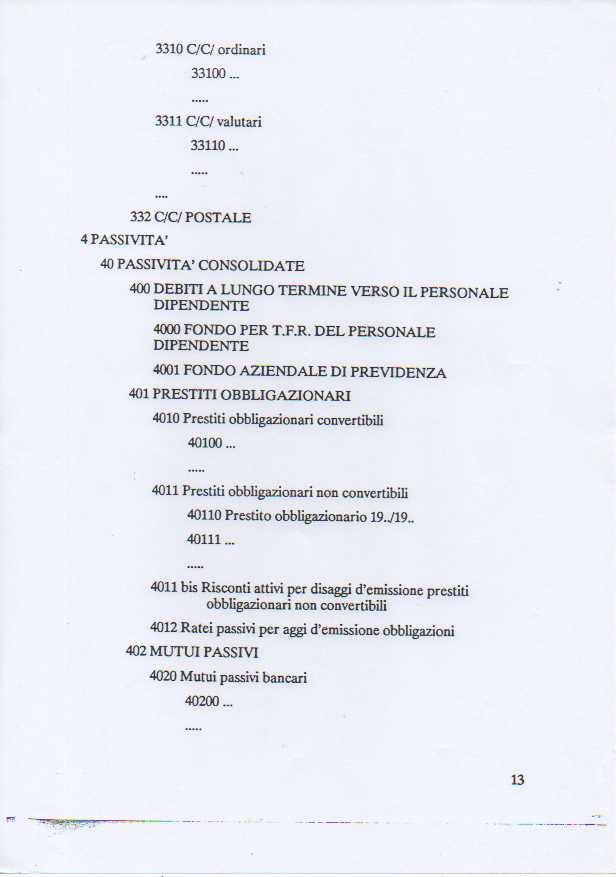 3310 C/C/ ordinari
33100 ...
.....
3311 C/C/ valutari
33110 ...
.....
....
332 C/C/ POSTALE
4 PASSIVITA'
40 PASSIVITA' CONSOLIDATE
400 DEBITI A LUNGO TERMINE VERSO IL PERSONALE
DIPENDENTE
4000 FONDO PER T.F.R. DEL PERSONALE
DIPENDENTE
4001 FONDO AZIENDALE DI PREVIDENZA
401 PRESTITI OBBLIGAZIONARI
4010 Prestiti obbligazionari convertibili
40100 ...
.....
4011 Prestiti obbligazionari non convertibili
40110 Prestito obbligazionario 19../19..
40111 ...
.....
4011 bis Risconti attivi per disaggi d'emissione prestiti
obbligazionari non convertibili
4012 Ratei passivi per aggi d'emissione obbligazioni
402 MUTUI PASSIVI
4020 Mutui passivi bancari
40200 ...
.....
13